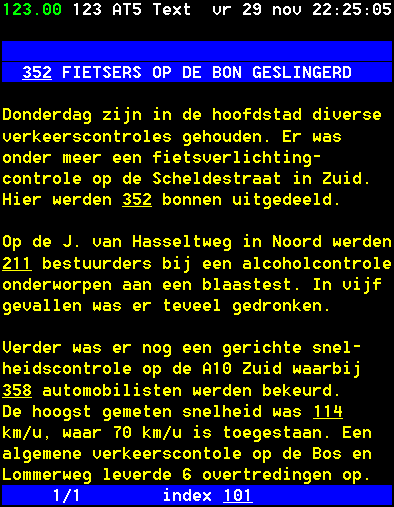 123.00 123 AT5 Text vr 29 nov 22:25:05
352 FIETSERS OP DE BON GESLINGERD
Donderdag zijn in de hoofdstad diverse
verkeerscontroles gehouden. Er was
onder meer een fietsverlichting-
controle op de Scheldestraat in Zuid.
Hier werden 352 bonnen uitgedeeld.
Op de J. van Hasseltweg in Noord werden
211 bestuurders bij een alcoholcontrole
onderworpen aan een blaastest. In vijf
gevallen was er teveel gedronken.
Verder was er nog een gerichte snel-
heidscontrole op de A10 Zuid waarbij
358 automobilisten werden bekeurd.
De hoogst gemeten snelheid was 114
km/u, waar 70 km/u is toegestaan. Een
algemene verkeerscontole op de Bos en
Lommerweg leverde 6 overtredingen op.
1/1 index 101